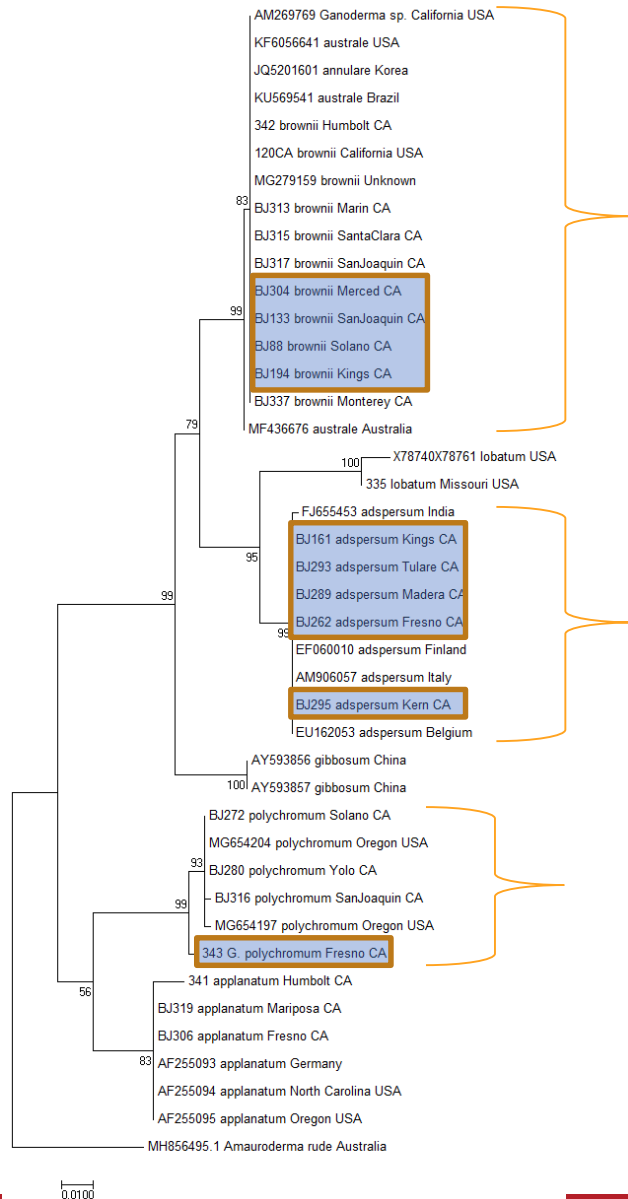 AM269769 Ganoderma sp. California USA
KF6056641 australe USA
JQ5201601 annulare Korea
KU569541 australe Brazil
342 brownii Humbolt CA
120CA brownii California USA
MG279159 brownii Unknown
83
BJ313 brownii Marin CA
BJ315 brownii SantaClara CA
BJ317 brownii SanJoaquin CA
BJ304 brownii Merced CA
99
BJ133 brownii SanJoaquin CA
BJ88 brownii Solano CA
BJ194 brownii Kings CA
BJ337 brownii Monterey CA
79
MF436676 australe Australia
X78740X78761 lobatum USA
100
335 lobatum Missouri USA
FJ655453 adspersum India
BJ161 adspersum Kings CA
95
BJ293 adspersum Tulare CA
BJ289 adspersum Madera CA
99
BJ262 adspersum Fresno CA
99
EF060010 adspersum Finland
AM906057 adspersum Italy
BJ295 adspersum Kern CA
EU162053 adspersum Belgium
AY593856 gibbosum China
100
AY593857 gibbosum China
BJ272 polychromum Solano CA
MG654204 polychromum Oregon USA
93
BJ280 polychromum Yolo CA
BJ316 polychromum SanJoaquin CA
99
MG654197 polychromum Oregon USA
343 G. polychromum Fresno CA
341 applanatum Humbolt CA
56
BJ319 applanatum Mariposa CA
BJ306 applanatum Fresno CA
83
AF255093 applanatum Germany
AF255094 applanatum North Carolina USA
AF255095 applanatum Oregon USA
MH856495.1 Amauroderma rude Australia
0.0100